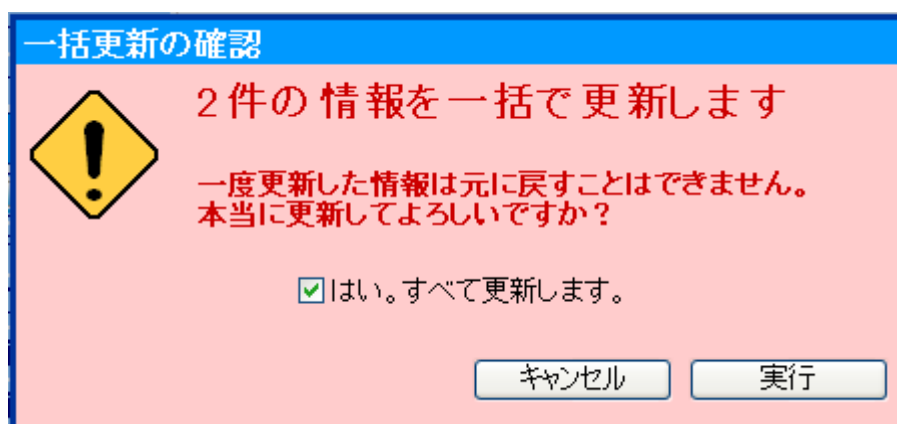 一括更新の確認
2件の情報を一括で更新します
一度更新した情報は元に戻すことはできません。
本当に更新してよろしいですか？
はい。すべて更新します。
キャンセル
実行